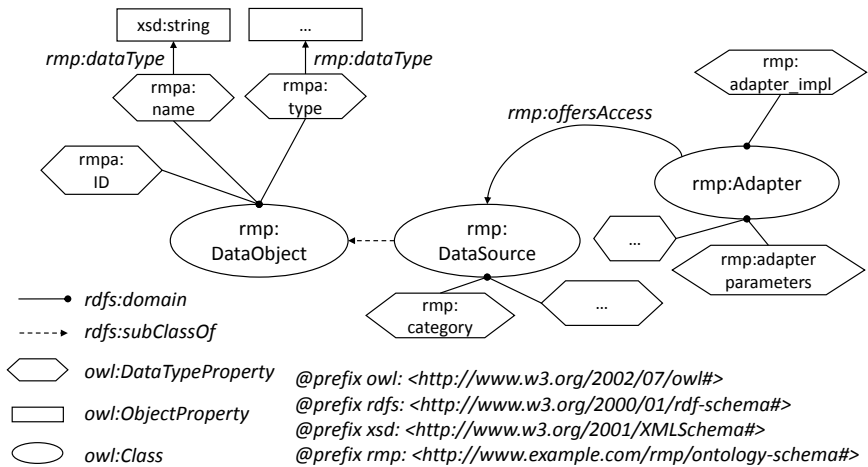 xsd:string
...
rmp:dataType
rmp:dataType
rmpa:
name
rmpa:
type
rmp:
adapter_impl
rmp:offersAccess
rmpa:
ID
rmp:Adapter
rmp:
DataObject
rmp:
DataSource
...
rmp:adapter
parameters
rmp:
category
...
rdfs:domain
rdfs:subClassOf
owl:DataTypeProperty
owl:ObjectProperty
owl:Class
@prefix owl: <http://www.w3.org/2002/07/owl#>
@prefix rdfs: <http://www.w3.org/2000/01/rdf-schema#>
@prefix xsd: <http://www.w3.org/2001/XMLSchema#>
@prefix rmp: <http://www.example.com/rmp/ontology-schema#>